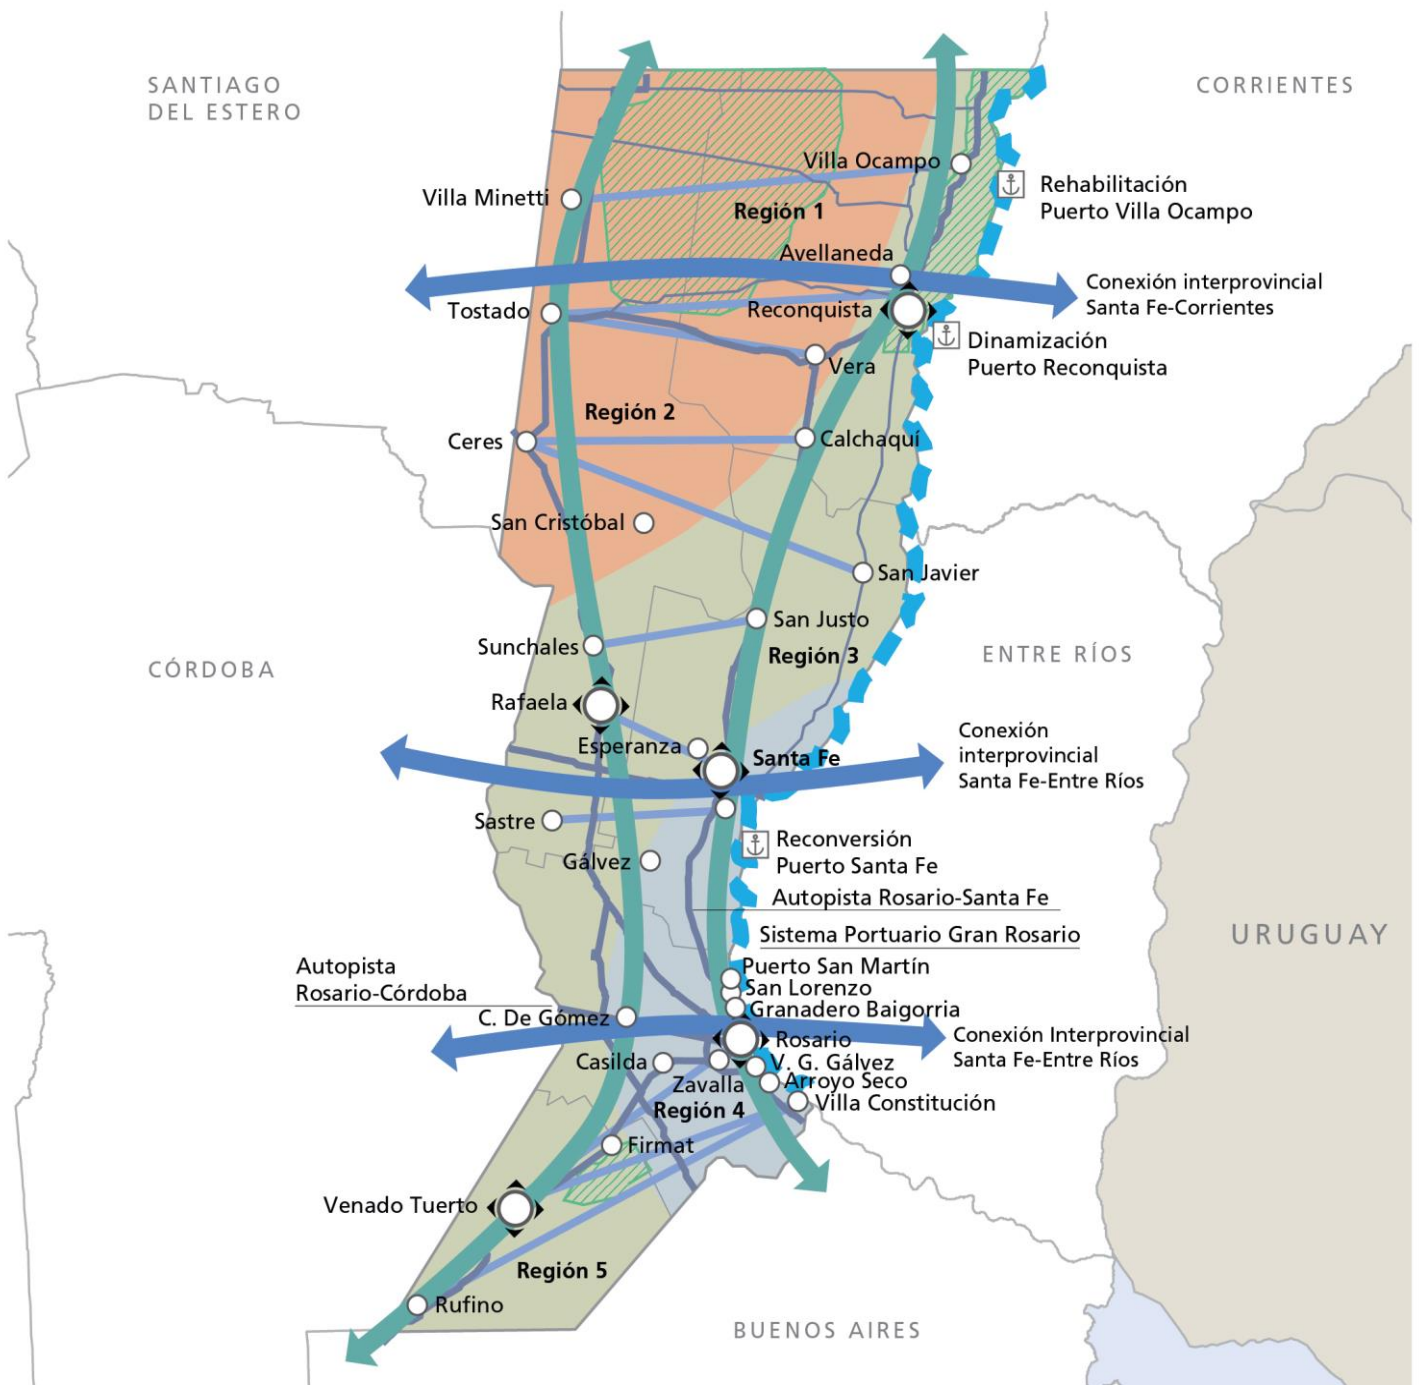 SANTIAGO
DEL ESTERO
CORRIENTES
Villa Ocampo
Rehabilitación
Puerto Villa Ocampo
Villa Minetti
Región 1
Avellaneda
Conexión interprovincial
Santa Fe-Corrientes
Tostado
Reconquista
Dinamización
Puerto Reconquista
Vera
Región 2
Ceres
Calchaquí
San Cristóbal
San Javier
San Justo
Sunchales
Región 3
ENTRE RÍOS
CÓRDOBA
Rafaela
Esperanza
Santa Fe
Conexión
interprovincial
Santa Fe-Entre Ríos
Sastre
Reconversión
Puerto Santa Fe
Gálvez
Autopista Rosario-Santa Fe
Sistema Portuario Gran Rosario
URUGUAY
Autopista
Rosario-Córdoba
Puerto San Martín
San Lorenzo
Granadero Baigorria
C. De Gómez
Rosario
Conexión Interprovincial
Santa Fe-Entre Ríos
Casilda
V. G. Gálvez
Zavalla
Arroyo Seco
Villa Constitución
Región 4
Firmat
Venado Tuerto
Región 5
Rufino
BUENOS AIRES